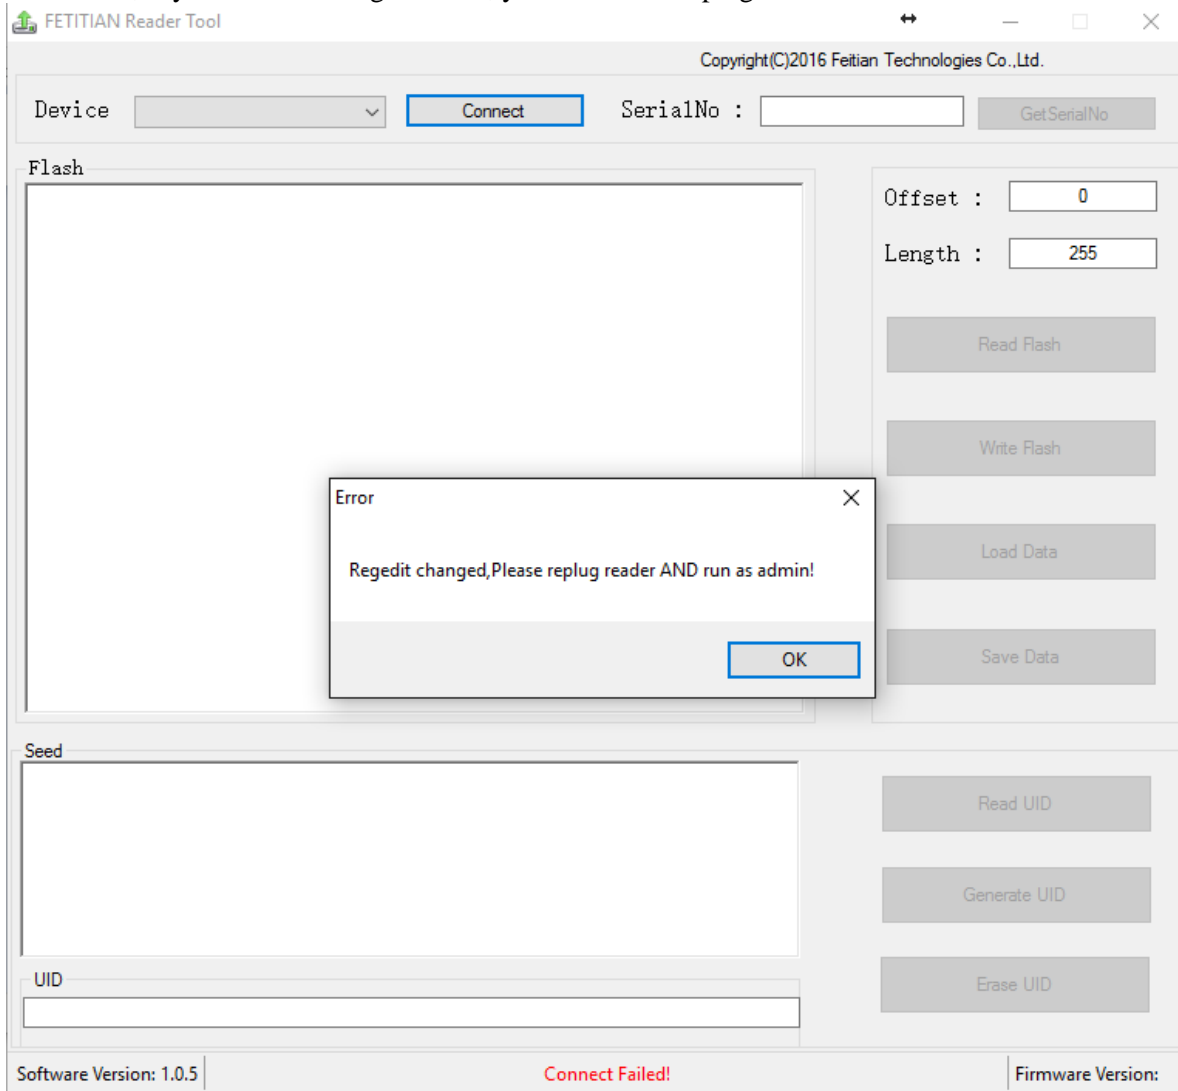 FETITIAN Reader Tool
Copyright(C)2016 Feitian Technologies Co.,Ltd.
Device Connect SerialNo : GetSerialNo
Flash
Offset : 0
Length : 255
Read Flash
Write Flash
Error
Regedit changed,Please replug reader AND run as admin!
OK
Load Data
Save Data
Seed
Read UID
Generate UID
UID
Erase UID
Software Version: 1.0.5 Connect Failed! Firmware Version: